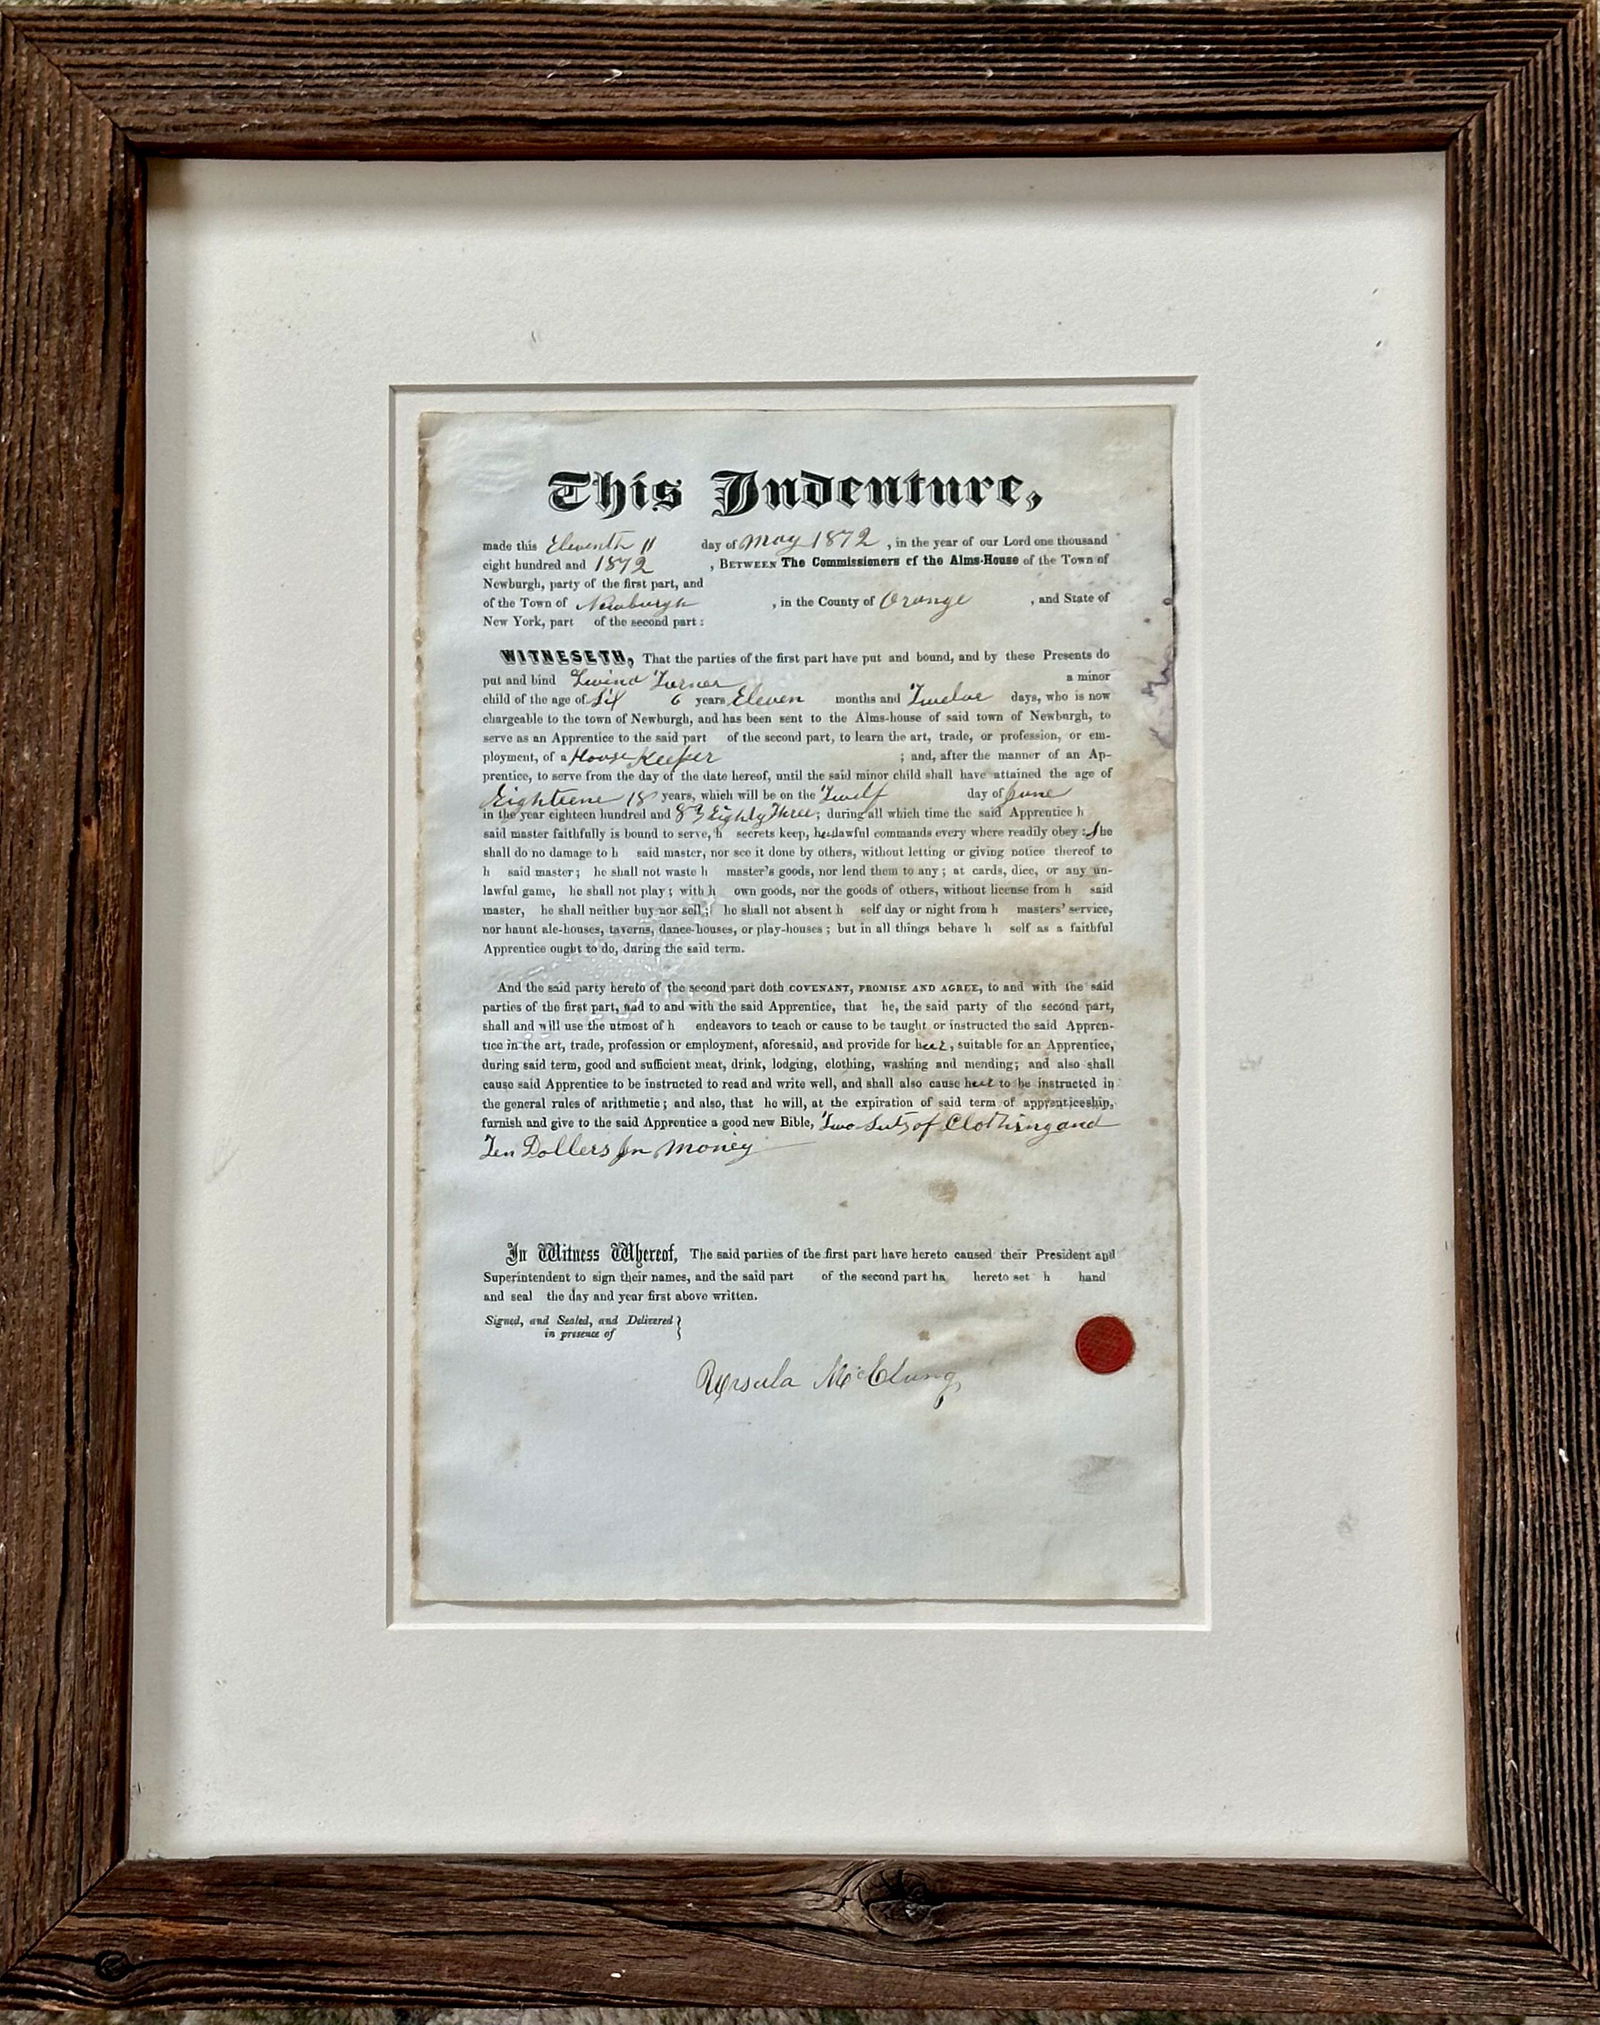 This Indenture,
made this Eleventh 11 day of May 1872 , in the year of our Lord one thousand
eight hundred and 1872 , BETWEEN The Commissioners of the Alms-House of the Town of
Newburgh, party of the first part, and
of the Town of Newburgh , in the County of Orange , and State of
New York, part of the second part:
WITNESETH, That the parties of the first part have put and bound, and by these Presents do
put and bind Turner a minor
child of the age of Six 6 years Eleven months and Twelve days, who is now
chargeable to the town of Newburgh, and has been sent to the Alms-house of said town of Newburgh, to
serve as an Apprentice to the said part of the second part, to learn the art, trade, or profession, or em-
ployment, of a House Keeper ; and, after the manner of an Ap-
prentice, to serve from the day of the date hereof, until the said minor child shall have attained the age of
Eighteene 18 years, which will be on the Twelf day of June
in the year eighteen hundred and 83 Eighty Three; during all which time the said Apprentice h
said master faithfully is bound to serve, h secrets keep, her lawful commands every where readily obey: She
shall do no damage to h said master, nor see it done by others, without letting or giving notice thereof to
h said master; he shall not waste h master's goods, nor lend them to any; at cards, dice, or any un-
lawful game, he shall not play; with h own goods, nor the goods of others, without license from h said
master, he shall neither buy nor sell; he shall not absent h self day or night from h masters' service,
nor haunt ale-houses, taverns, dance-houses, or play-houses; but in all things behave h self as a faithful
Apprentice ought to do, during the said term.
And the said party hereto of the second part doth COVENANT, PROMISE AND AGREE, to and with the said
parties of the first part, and to and with the said Apprentice, that he, the said party of the second part,
shall and will use the utmost of h endeavors to teach or cause to be taught or instructed the said Appren-
tice in the art, trade, profession or employment, aforesaid, and provide for heer, suitable for an Apprentice,
during said term, good and sufficient meat, drink, lodging, clothing, washing and mending; and also shall
cause said Apprentice to be instructed to read and write well, and shall also cause heer to be instructed in
the general rules of arithmetic; and also, that he will, at the expiration of said term of apprenticeship,
furnish and give to the said Apprentice a good new Bible, Two Suts of Clothing and
Ten Dollers In Money
In Witness Whereof, The said parties of the first part have hereto caused their President and
Superintendent to sign their names, and the said part of the second part ha hereto set h hand
and seal the day and year first above written.
Signed, and Sealed, and Delivered }
in presence of
Ursula McClung